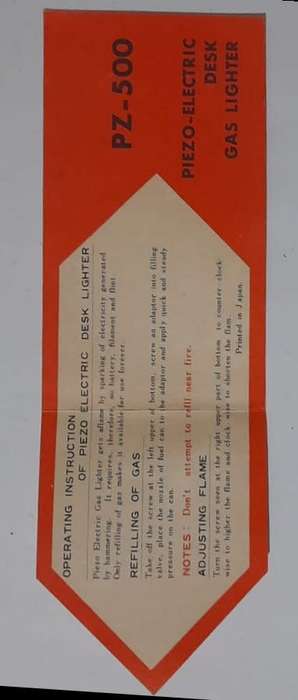 PZ-500
PIEZO-ELECTRIC
DESK
GAS LIGHTER
OPERATING INSTRUCTION
OF PIEZO ELECTRIC DESK LIGHTER
Piezo Electric Gas Lighter gets aflame by sparking of electricity generated
by hammering. It requires, therefore, no battery, filament and flint
Only refilling of gas makes it available for use forever.
REFILLING OF GAS
Take off the screw at the left upper of bottom, screw an adaptor into filling
valve, place the nozzle of fuel can to the adaptor and apply quick and steady
pressure on the can.
NOTES: Don't attempt to refil near fire.
ADJUSTING FLAME
Turn the screw seen at the right upper part of bottom to counter clock-
wise to higher the flame and clock wise to shorten the flam.
Printed in Japan.